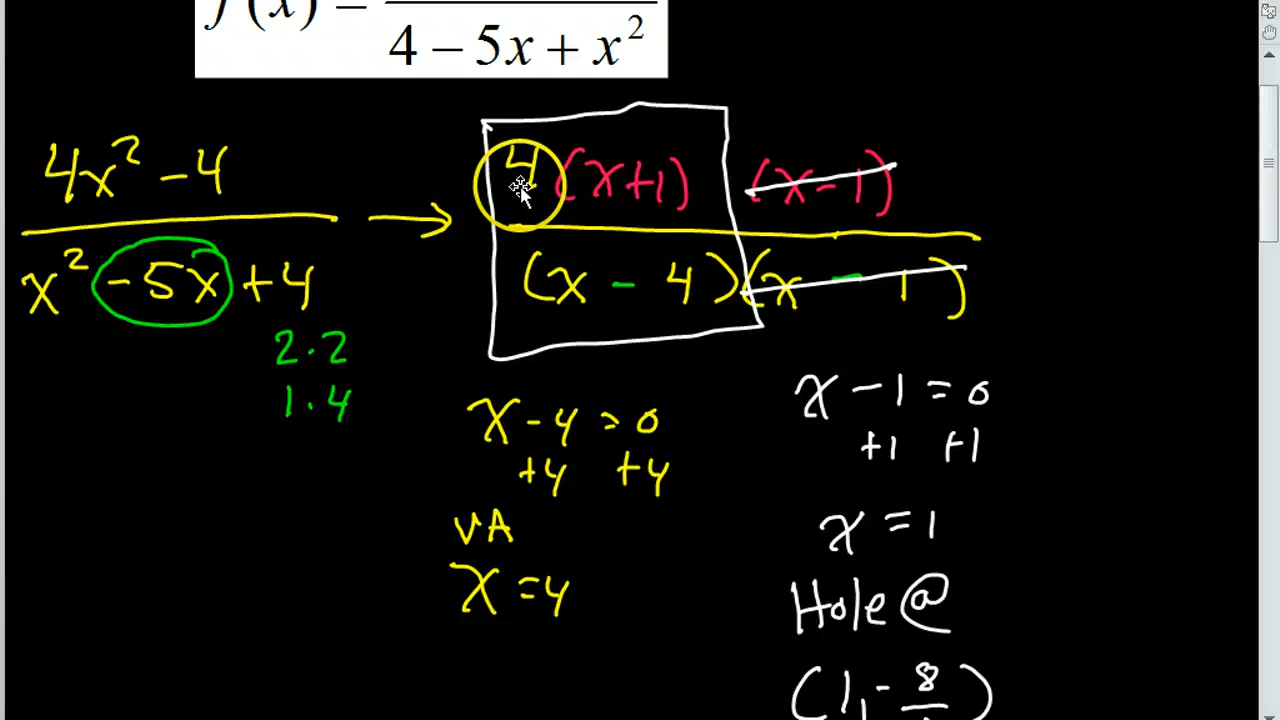 f(x) =
4 − 5x + x²
4x² − 4
x² − 5x + 4
→
4 (x+1) (x−1)
(x − 4)(x − 1)
2·2
1·4
x − 4 = 0
+4 +4
VA
x = 4
x − 1 = 0
+1 +1
x = 1
Hole @
(1, − 8